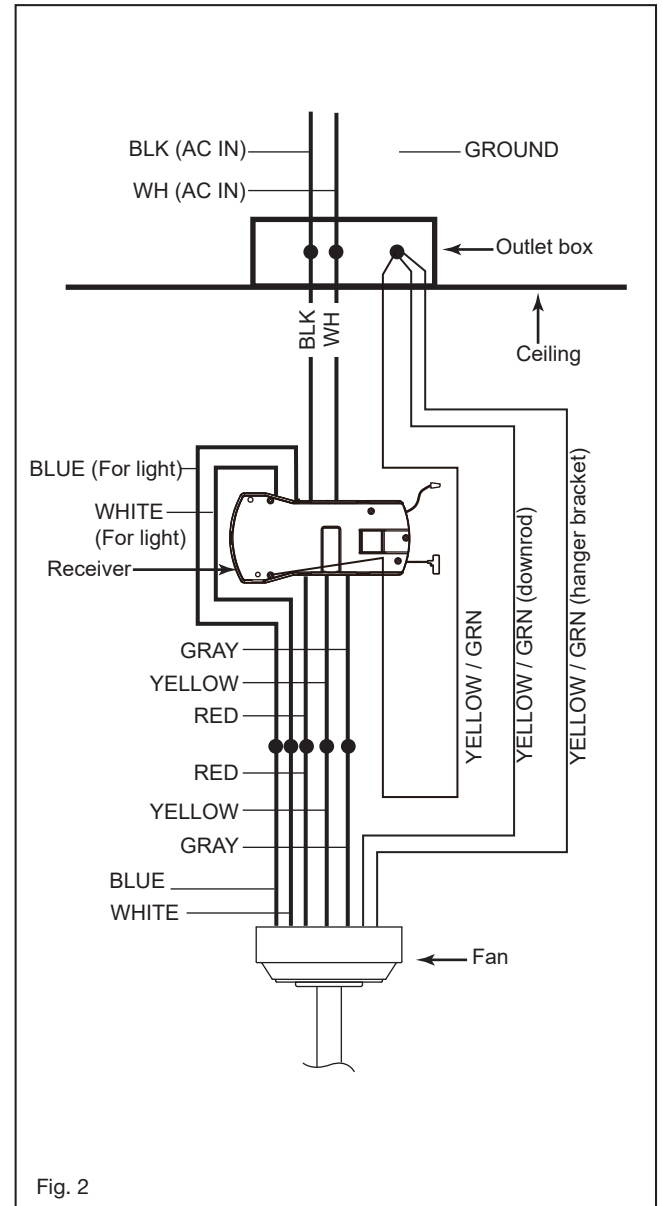 BLK (AC IN)
GROUND
WH (AC IN)
Outlet box
BLK
WH
Ceiling
BLUE (For light)
WHITE
(For light)
Receiver
YELLOW / GRN
YELLOW / GRN (downrod)
YELLOW / GRN (hanger bracket)
GRAY
YELLOW
RED
RED
YELLOW
GRAY
BLUE
WHITE
Fan
Fig. 2